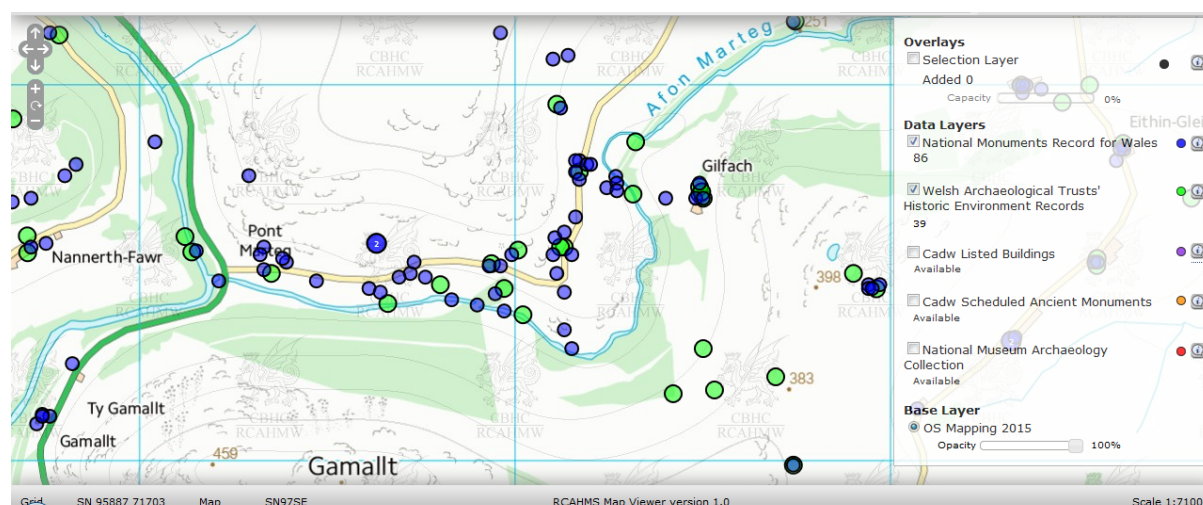 251
Afon Marteg
Gilfach
Pont
Marteg
Nannerth-Fawr
398
383
Ty Gamallt
Gamallt
459
Gamallt
CBHC
RCAHMW
Eithin-Glei
Overlays
Selection Layer
Added 0
Capacity 0%
Data Layers
National Monuments Record for Wales
86
Welsh Archaeological Trusts'
Historic Environment Records
39
Cadw Listed Buildings
Available
Cadw Scheduled Ancient Monuments
Available
National Museum Archaeology
Collection
Available
Base Layer
OS Mapping 2015
Opacity 100%
2
Grid SN 95887 71703 Map SN97SE RCAHMS Map Viewer version 1.0 Scale 1:7100